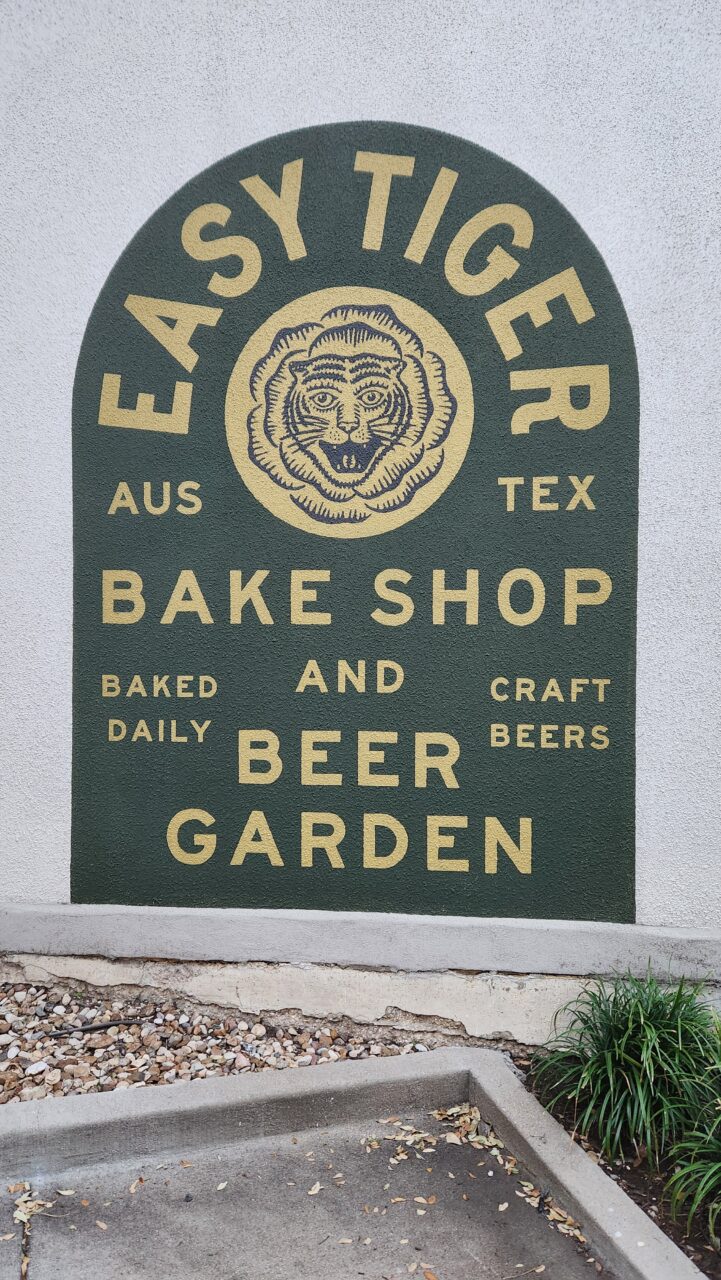 EASY TIGER
AUS TEX
BAKE SHOP
AND
BAKED DAILY
CRAFT BEERS
BEER
GARDEN